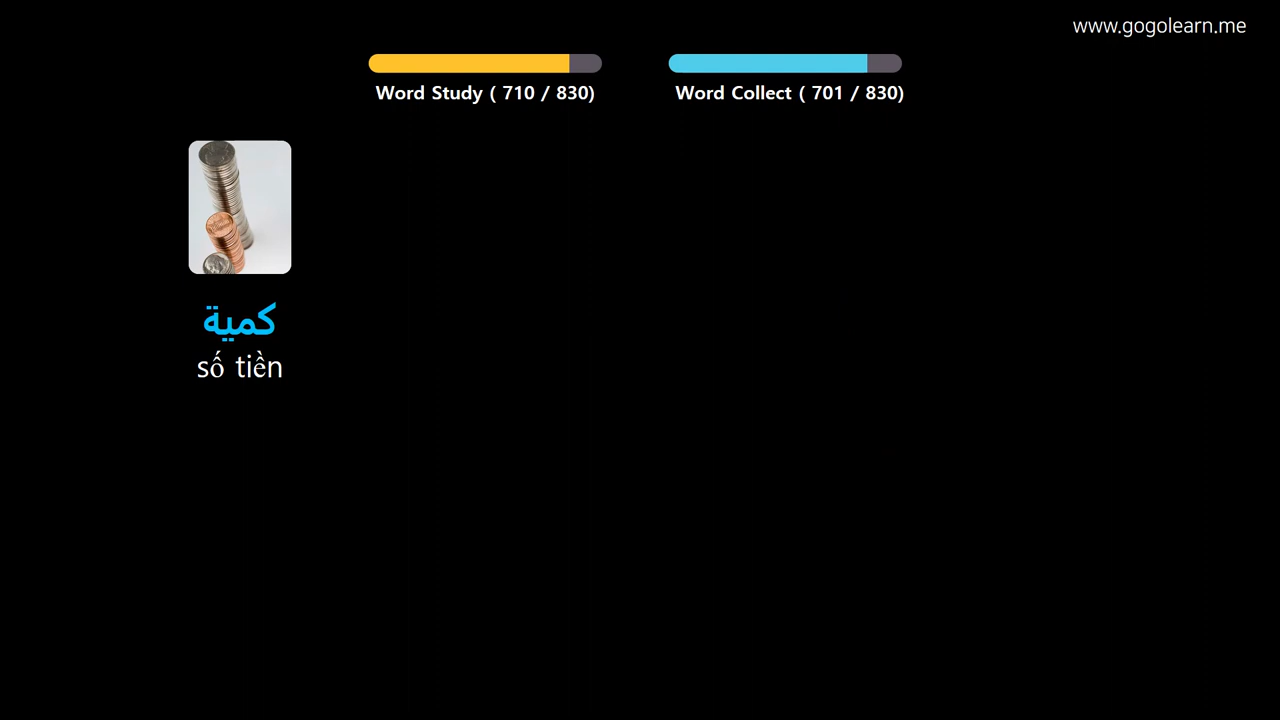 www.gogolearn.me
Word Study ( 710 / 830)
Word Collect ( 701 / 830)
كمية
số tiền